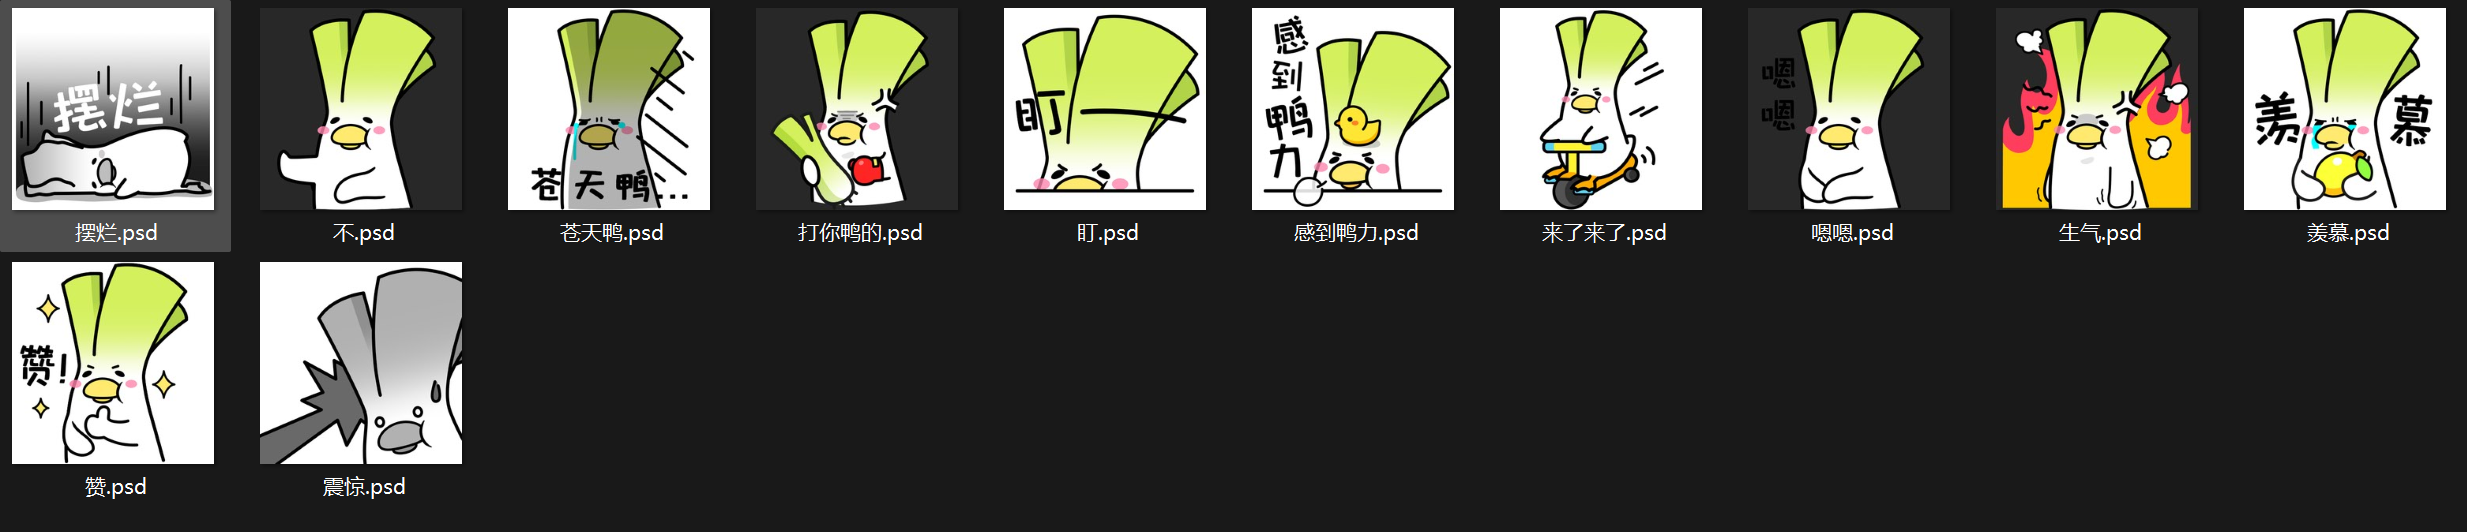 摆烂
苍天鸭...
盯一
感到鸭力
嗯嗯
羡慕
摆烂.psd
不.psd
苍天鸭.psd
打你鸭的.psd
盯.psd
感到鸭力.psd
来了来了.psd
嗯嗯.psd
生气.psd
羡慕.psd
赞!
赞.psd
震惊.psd